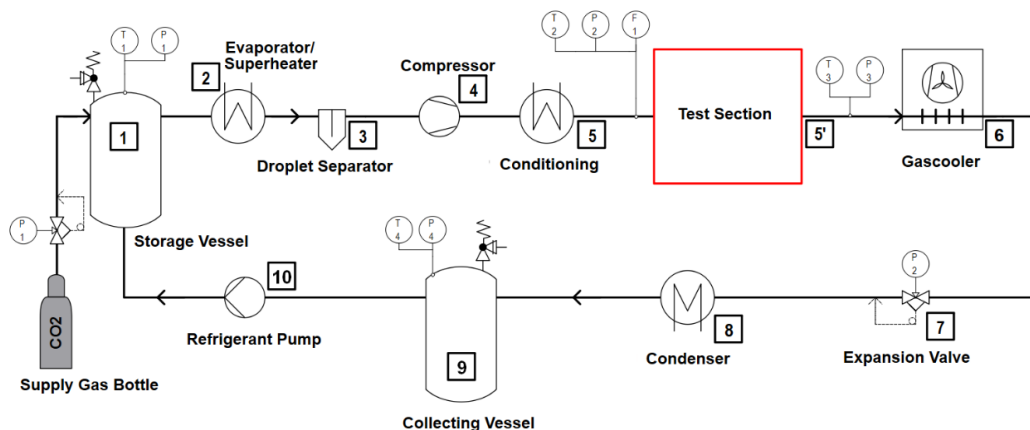 T
1
P
1
Evaporator/
Superheater
2
Compressor
4
T
2
P
2
F
1
T
3
P
3
1
3
Droplet Separator
5
Conditioning
Test Section
5'
6
Gascooler
P
1
Storage Vessel
CO2
Supply Gas Bottle
10
Refrigerant Pump
T
4
P
4
9
Collecting Vessel
8
Condenser
P
2
7
Expansion Valve